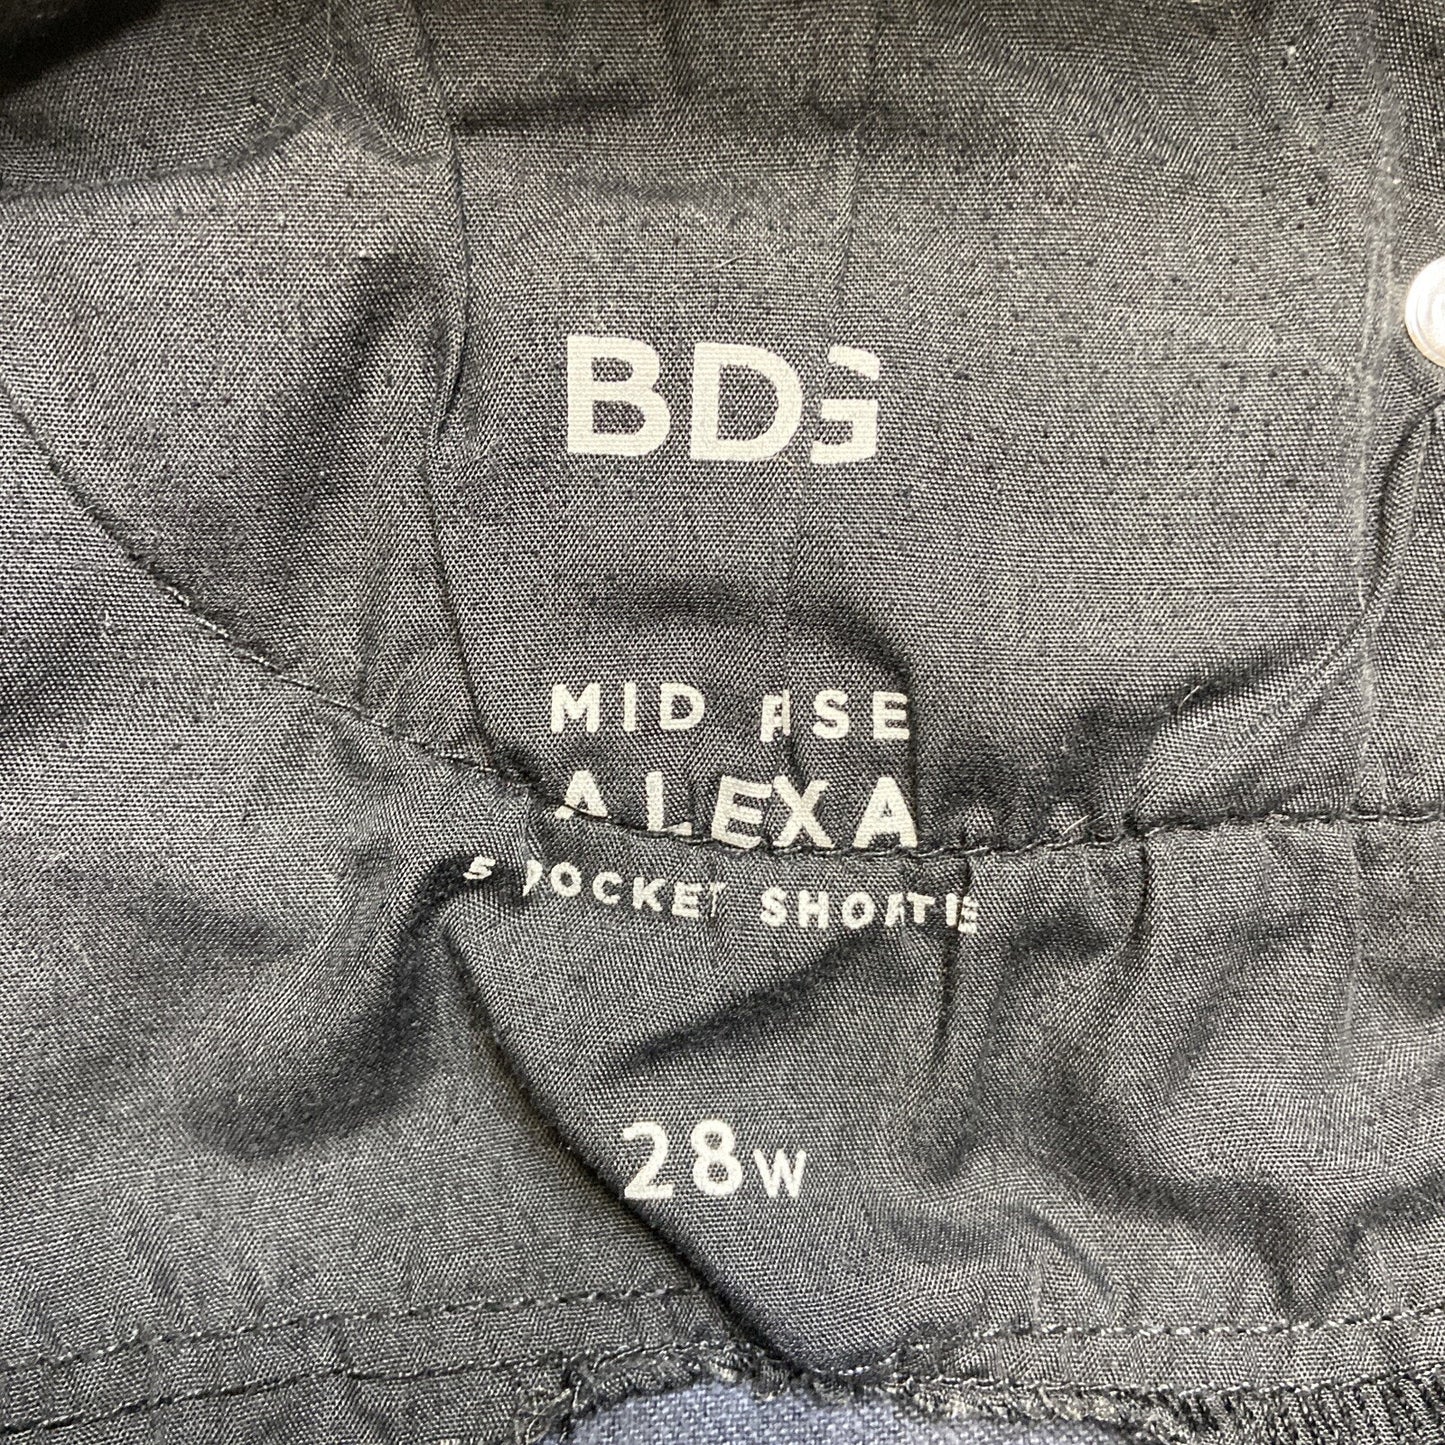 BDG
MID RISE
ALEXA
5 POCKET SHORTIE
28W